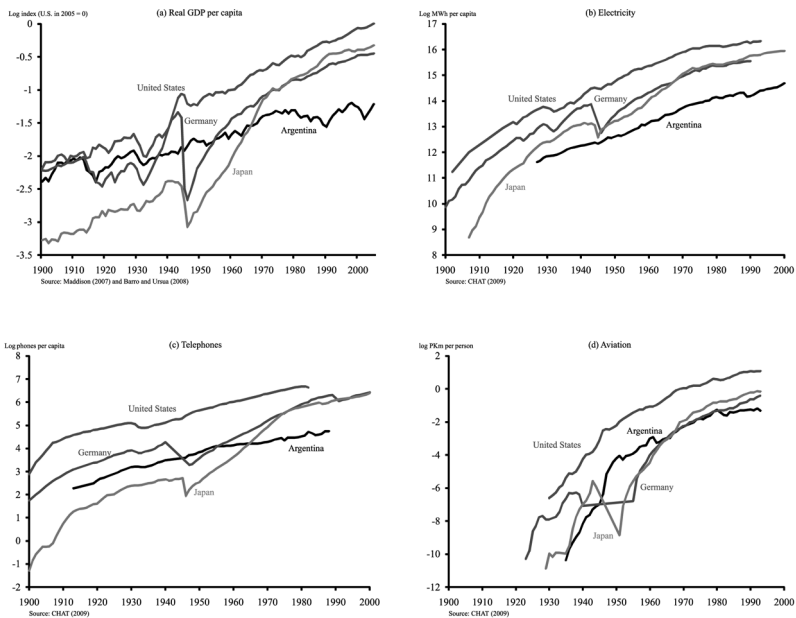 (a) Real GDP per capita
Log index (U.S. in 2005 = 0)
0
-0.5
-1
-1.5
-2
-2.5
-3
-3.5
United States
Germany
Argentina
Japan
1900 1910 1920 1930 1940 1950 1960 1970 1980 1990 2000
Source: Maddison (2007) and Barro and Ursua (2008)
(b) Electricity
Log MWh per capita
17
16
15
14
13
12
11
10
9
8
United States
Germany
Argentina
Japan
1900 1920 1940 1960 1980 2000
Source: CHAT (2009)
(c) Telephones
Log phones per capita
8
7
6
5
4
3
2
1
0
-1
-2
United States
Germany
Argentina
Japan
1900 1910 1920 1930 1940 1950 1960 1970 1980 1990 2000
Source: CHAT (2009)
(d) Aviation
log PKm per person
4
2
0
-2
-4
-6
-8
-10
-12
United States
Argentina
Germany
Japan
1900 1910 1920 1930 1940 1950 1960 1970 1980 1990 2000
Source: CHAT (2009)